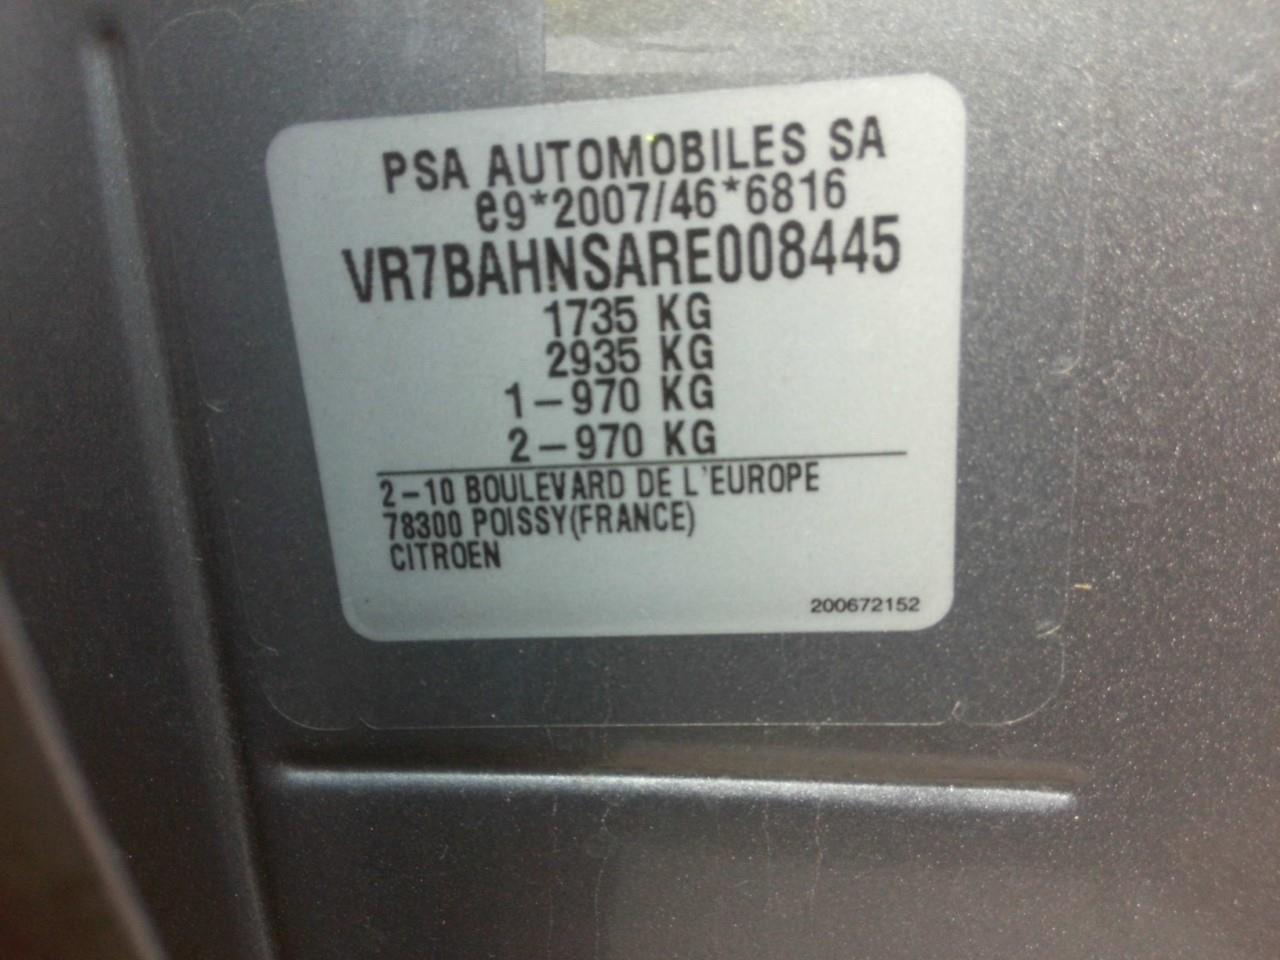 PSA AUTOMOBILES SA
e9*2007/46*6816
VR7BAHNSARE008445
1735 KG
2935 KG
1-970 KG
2-970 KG
2-10 BOULEVARD DE L'EUROPE
78300 POISSY(FRANCE)
CITROEN
200672152